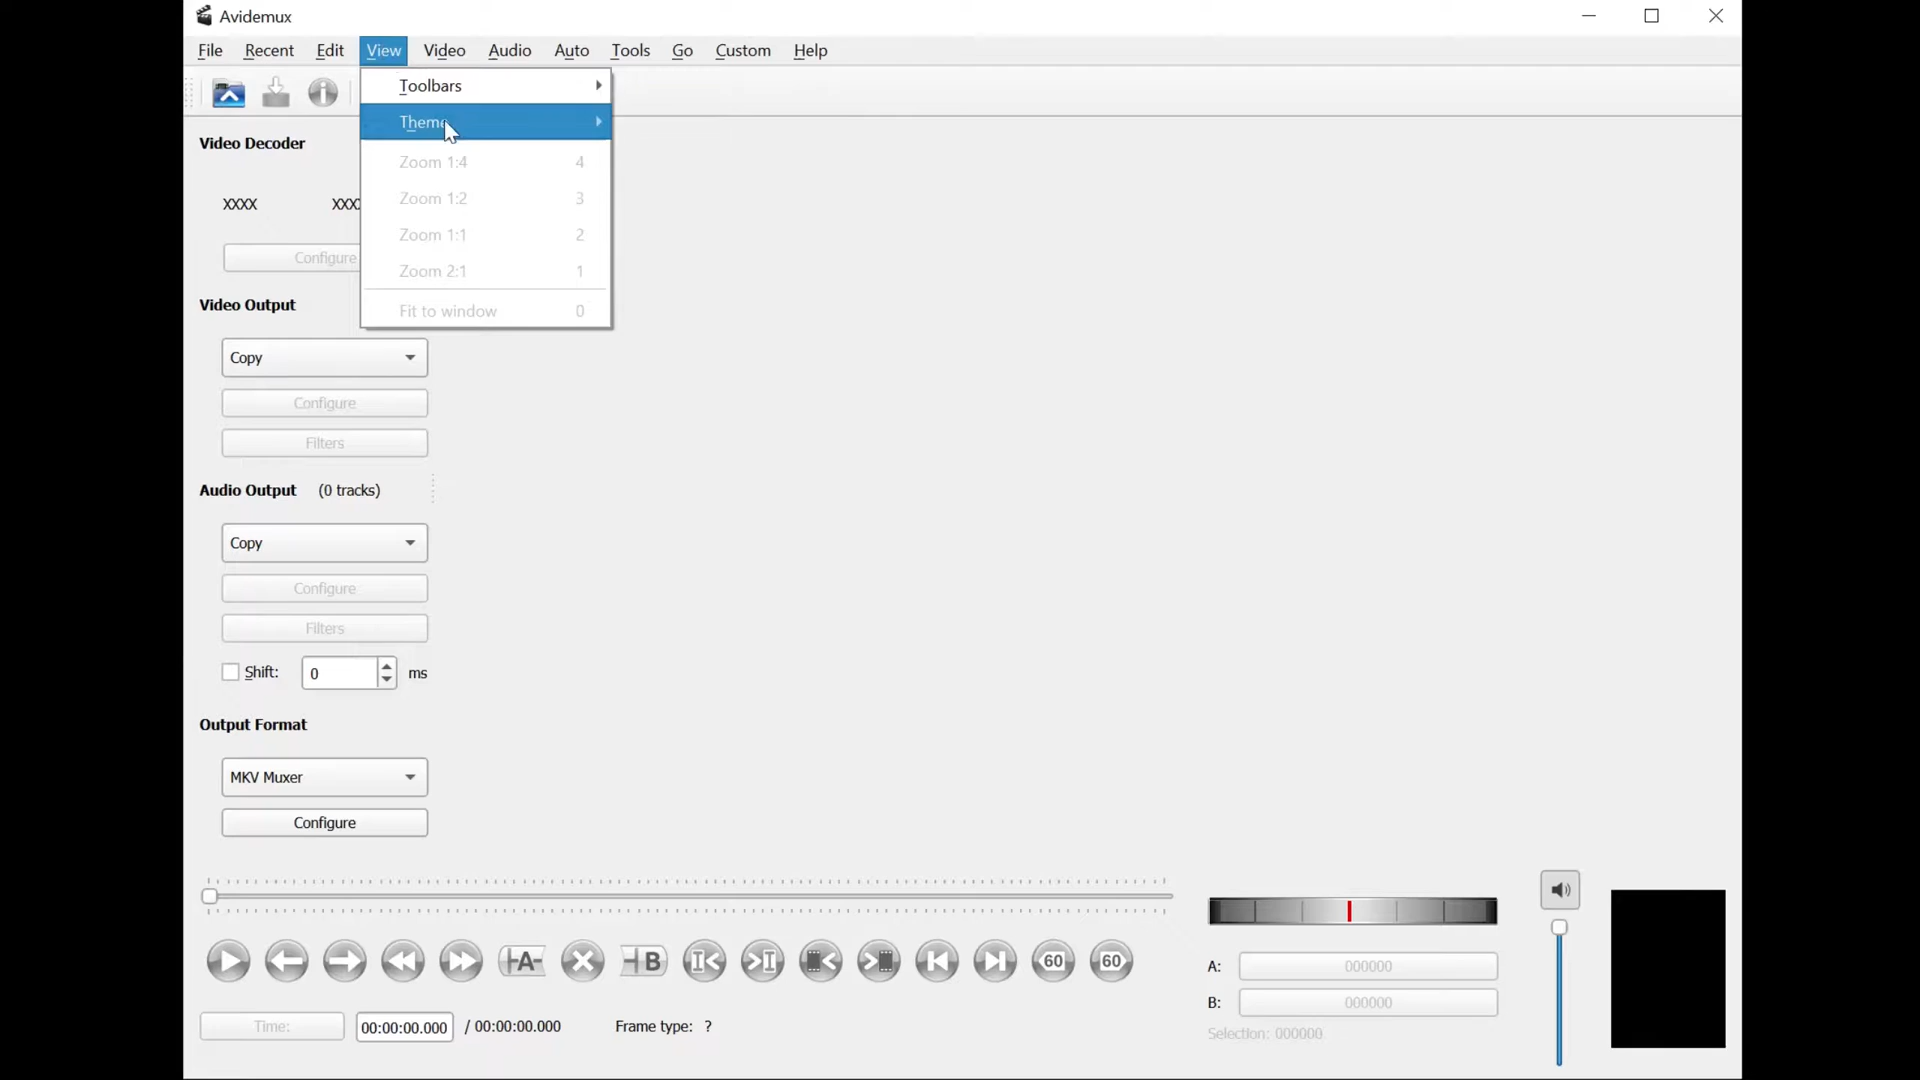 Avidemux
File Recent Edit View Video Audio Auto Tools Go Custom Help
Toolbars
Theme
Zoom 1:4 4
Zoom 1:2 3
Zoom 1:1 2
Zoom 2:1 1
Fit to window 0
Video Decoder
XXXX XXX
Configure
Video Output
Copy
Configure
Filters
Audio Output (0 tracks)
Copy
Configure
Filters
Shift: 0 ms
Output Format
MKV Muxer
Configure
A B 60 60
A: 000000
B: 000000
Selection: 000000
Time: 00:00:00.000 / 00:00:00.000 Frame type: ?